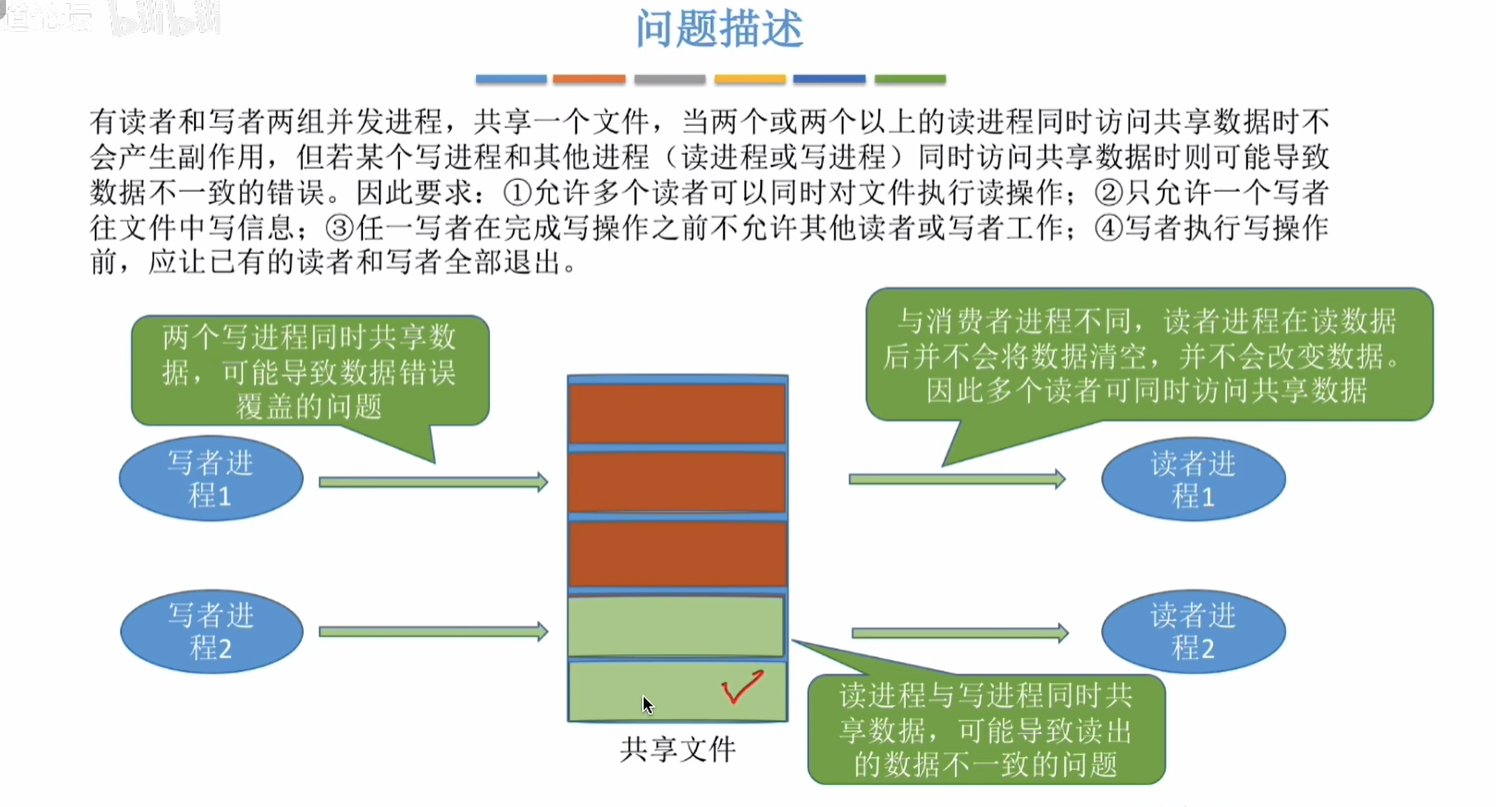 道论坛 bilibili
问题描述
有读者和写者两组并发进程，共享一个文件，当两个或两个以上的读进程同时访问共享数据时不
会产生副作用，但若某个写进程和其他进程（读进程或写进程）同时访问共享数据时则可能导致
数据不一致的错误。因此要求：①允许多个读者可以同时对文件执行读操作；②只允许一个写者
往文件中写信息；③任一写者在完成写操作之前不允许其他读者或写者工作；④写者执行写操作
前，应让已有的读者和写者全部退出。
两个写进程同时共享数
据，可能导致数据错误
覆盖的问题
与消费者进程不同，读者进程在读数据
后并不会将数据清空，并不会改变数据。
因此多个读者可同时访问共享数据
写者进
程1
读者进
程1
写者进
程2
读者进
程2
读进程与写进程同时共
享数据，可能导致读出
的数据不一致的问题
共享文件